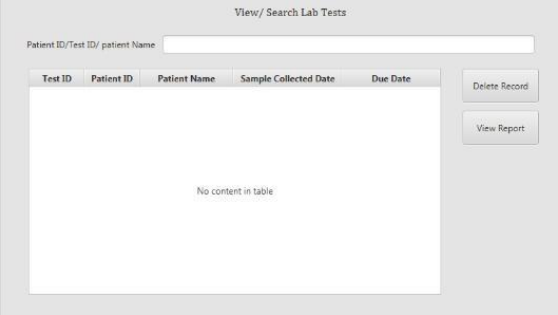 View/ Search Lab Tests
Patient ID/Test ID/ patient Name
Test ID Patient ID Patient Name Sample Collected Date Due Date
Delete Record
View Report
No content in table